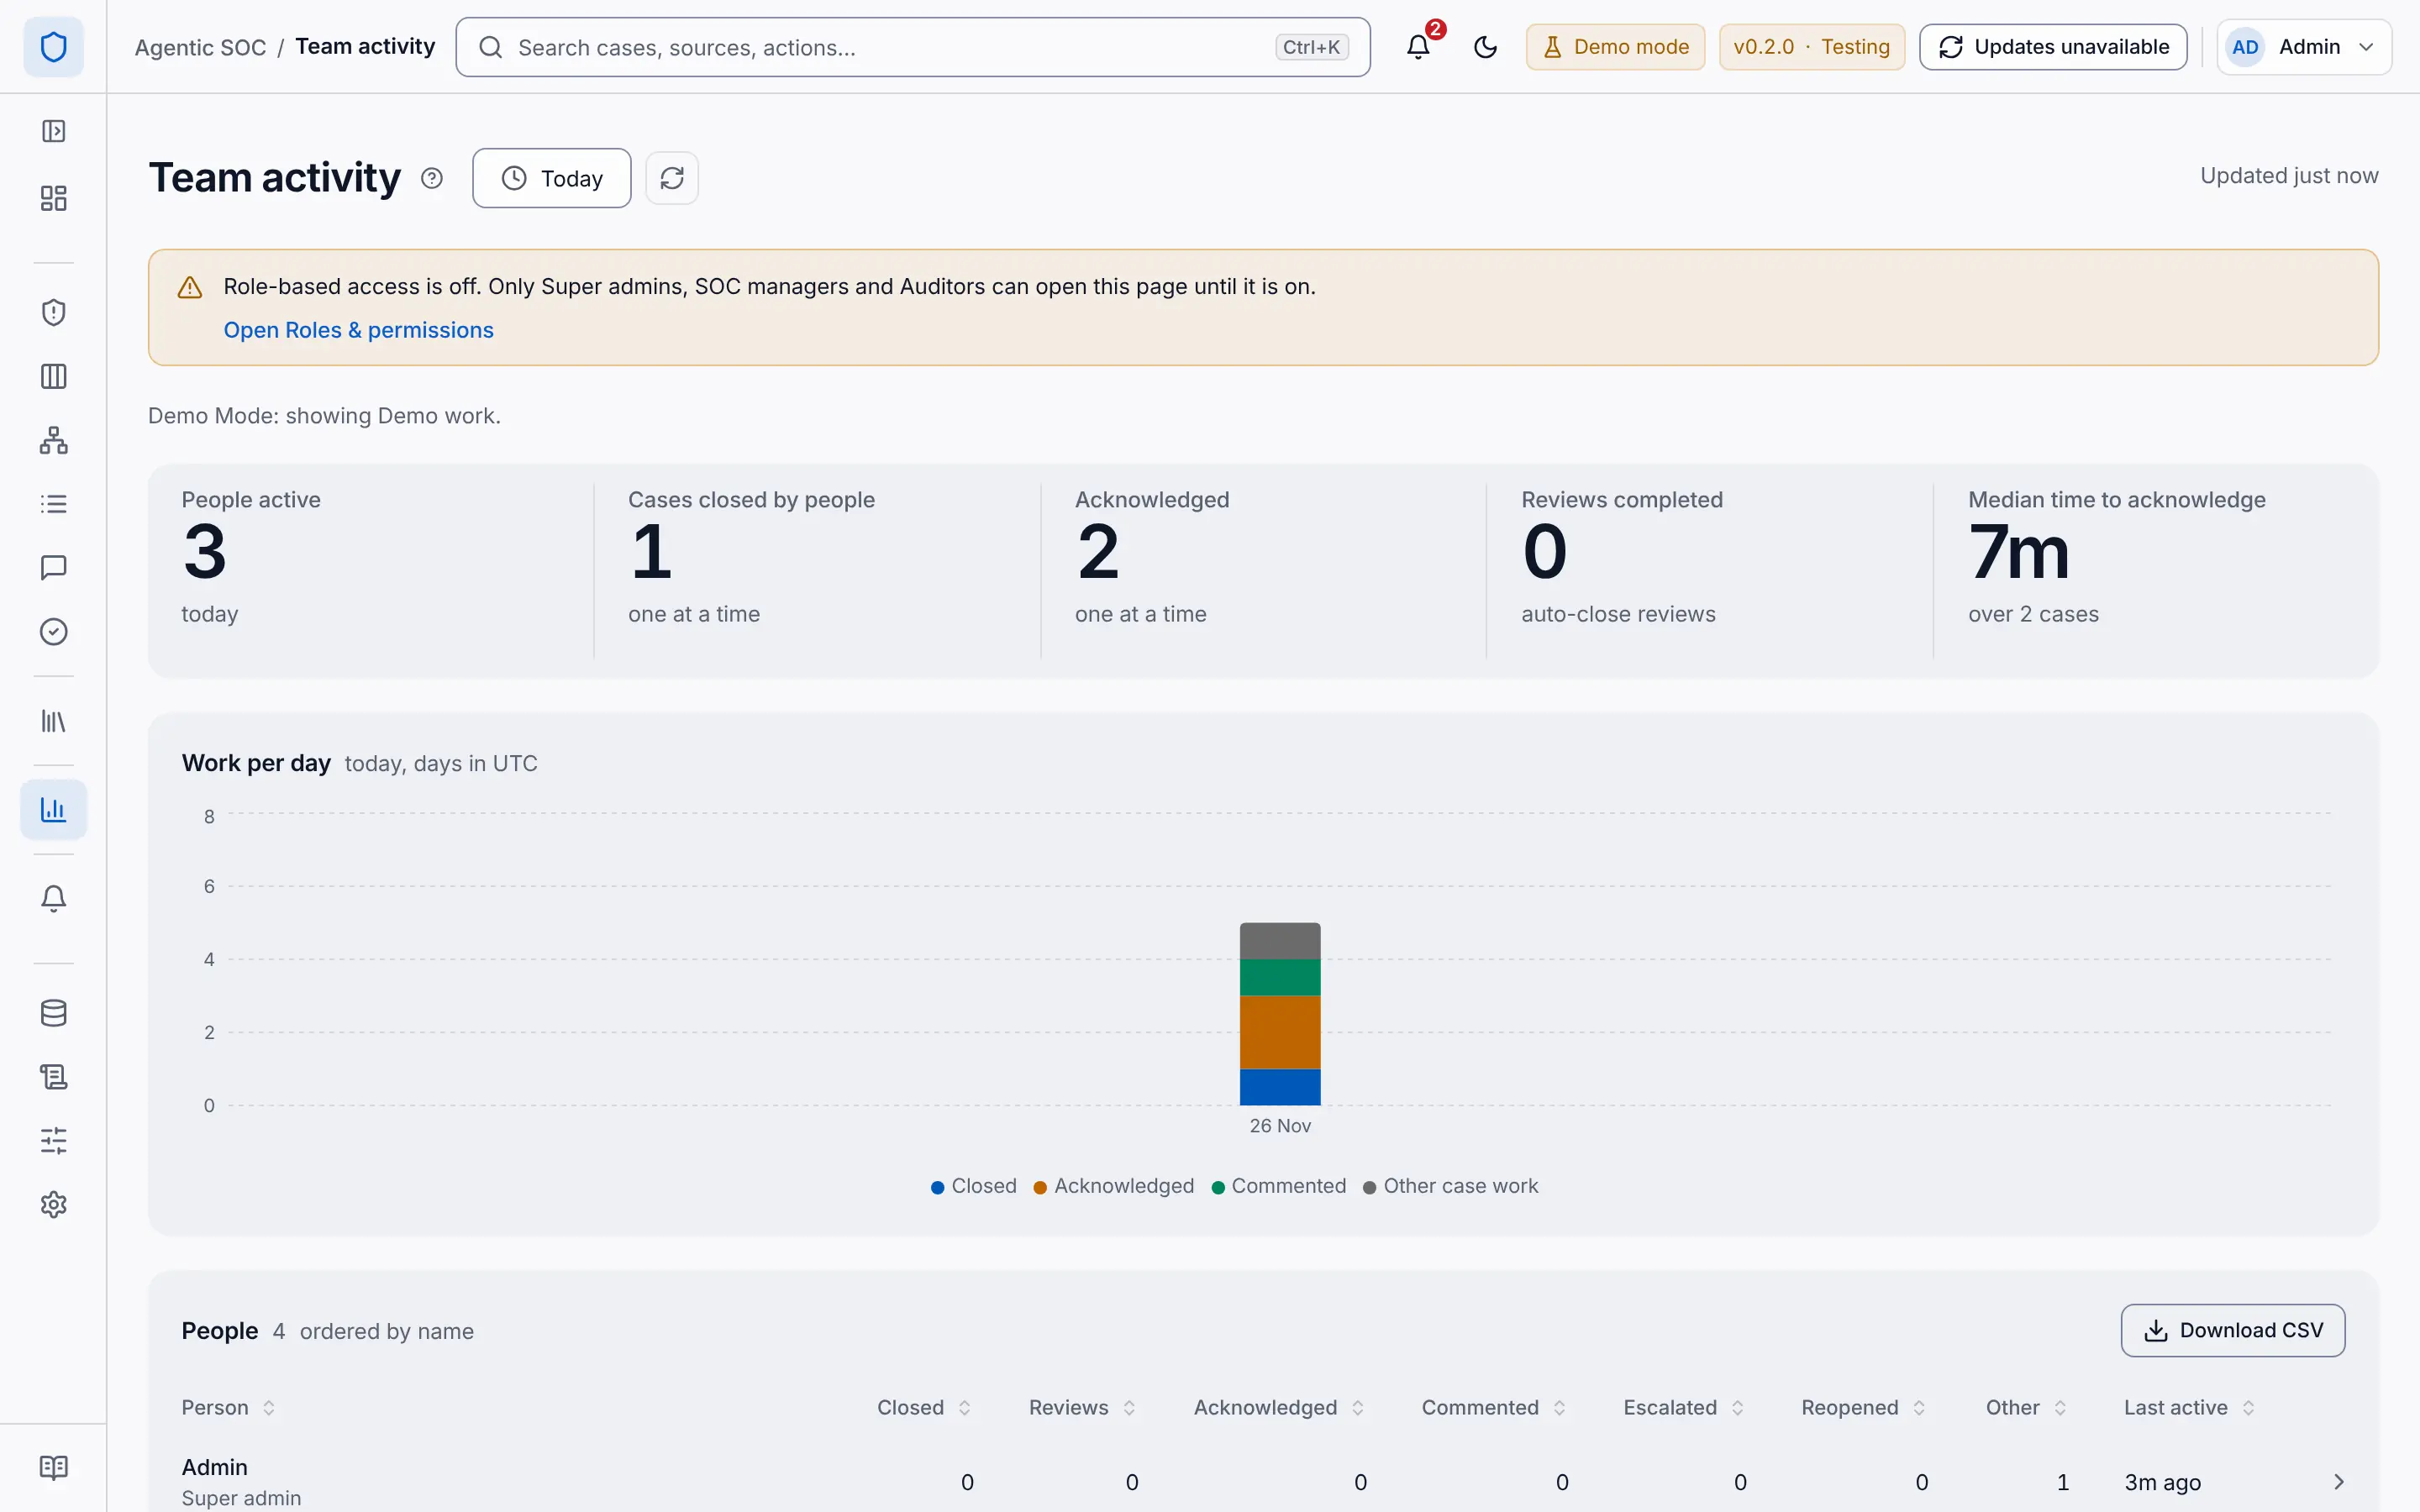 Agentic SOC / Team activity
Search cases, sources, actions...
Ctrl+K
2
Demo mode
v0.2.0 · Testing
Updates unavailable
AD Admin
Team activity
Today
Updated just now
Role-based access is off. Only Super admins, SOC managers and Auditors can open this page until it is on.
Open Roles & permissions
Demo Mode: showing Demo work.
People active
3
today
Cases closed by people
1
one at a time
Acknowledged
2
one at a time
Reviews completed
0
auto-close reviews
Median time to acknowledge
7m
over 2 cases
Work per day today, days in UTC
8
6
4
2
0
26 Nov
Closed Acknowledged Commented Other case work
People 4 ordered by name
Download CSV
Person Closed Reviews Acknowledged Commented Escalated Reopened Other Last active
Admin
Super admin
0 0 0 0 0 0 1 3m ago